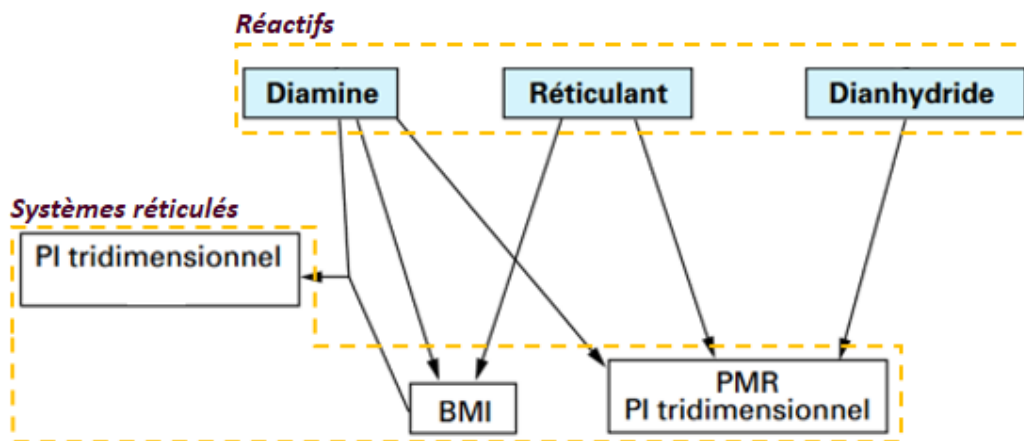 Réactifs
Diamine
Réticulant
Dianhydride
Systèmes réticulés
PI tridimensionnel
BMI
PMR
PI tridimensionnel